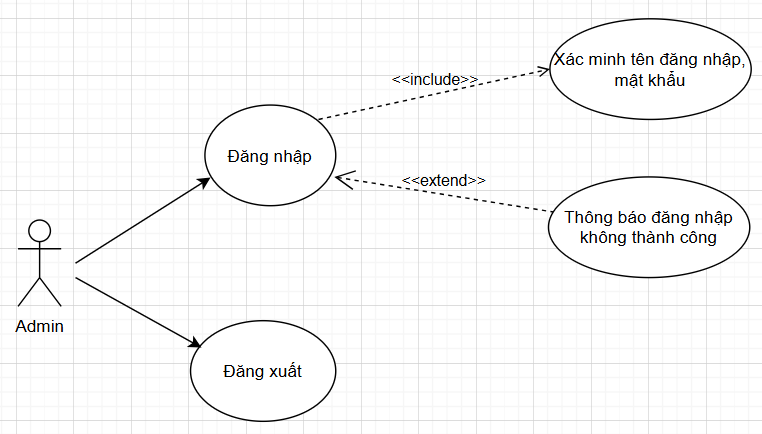 Xác minh tên đăng nhập,
mật khẩu
<<include>>
Đăng nhập
<<extend>>
Thông báo đăng nhập
không thành công
Admin
Đăng xuất